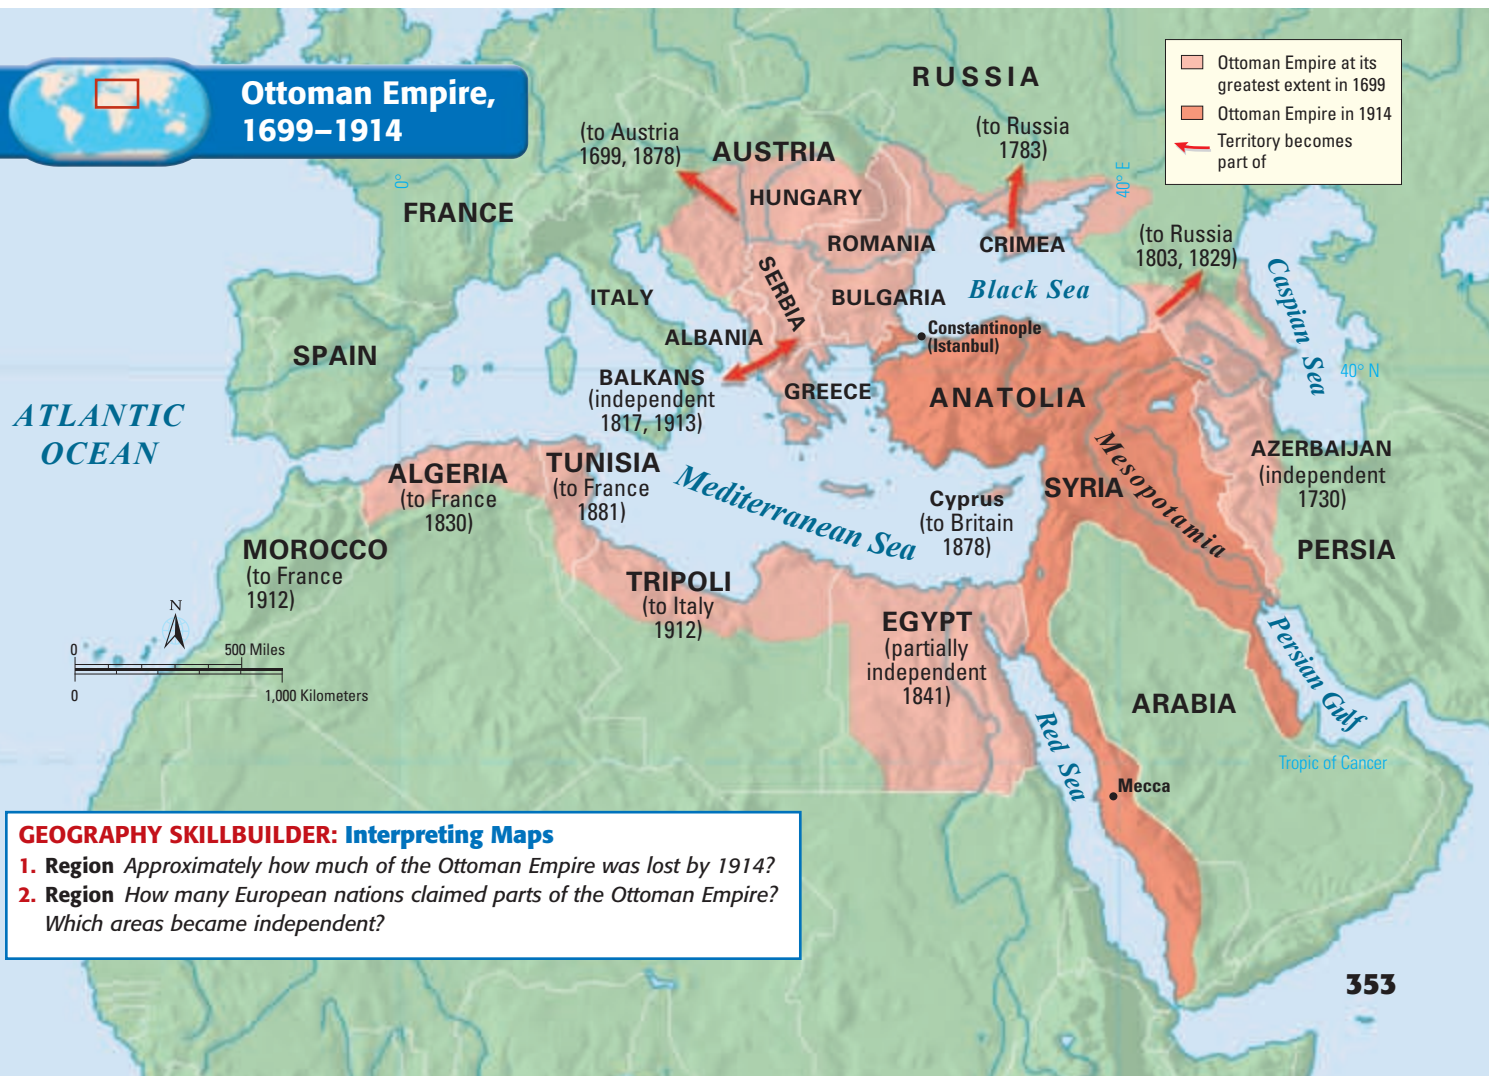 Ottoman Empire,
1699–1914
Ottoman Empire at its
greatest extent in 1699
Ottoman Empire in 1914
Territory becomes
part of
RUSSIA
(to Austria
1699, 1878)
AUSTRIA
(to Russia
1783)
40° E
0°
FRANCE
HUNGARY
ROMANIA
CRIMEA
(to Russia
1803, 1829)
SERBIA
ITALY
BULGARIA
Black Sea
Caspian Sea
ALBANIA
Constantinople
(Istanbul)
SPAIN
BALKANS
(independent
1817, 1913)
GREECE
ANATOLIA
40° N
ATLANTIC
OCEAN
ALGERIA
(to France
1830)
TUNISIA
(to France
1881)
Mediterranean Sea
Cyprus
(to Britain
1878)
SYRIA
Mesopotamia
AZERBAIJAN
(independent
1730)
PERSIA
MOROCCO
(to France
1912)
TRIPOLI
(to Italy
1912)
EGYPT
(partially
independent
1841)
Persian Gulf
N
0 500 Miles
0 1,000 Kilometers
Red Sea
ARABIA
Tropic of Cancer
Mecca
GEOGRAPHY SKILLBUILDER: Interpreting Maps
1. Region Approximately how much of the Ottoman Empire was lost by 1914?
2. Region How many European nations claimed parts of the Ottoman Empire?
Which areas became independent?
353